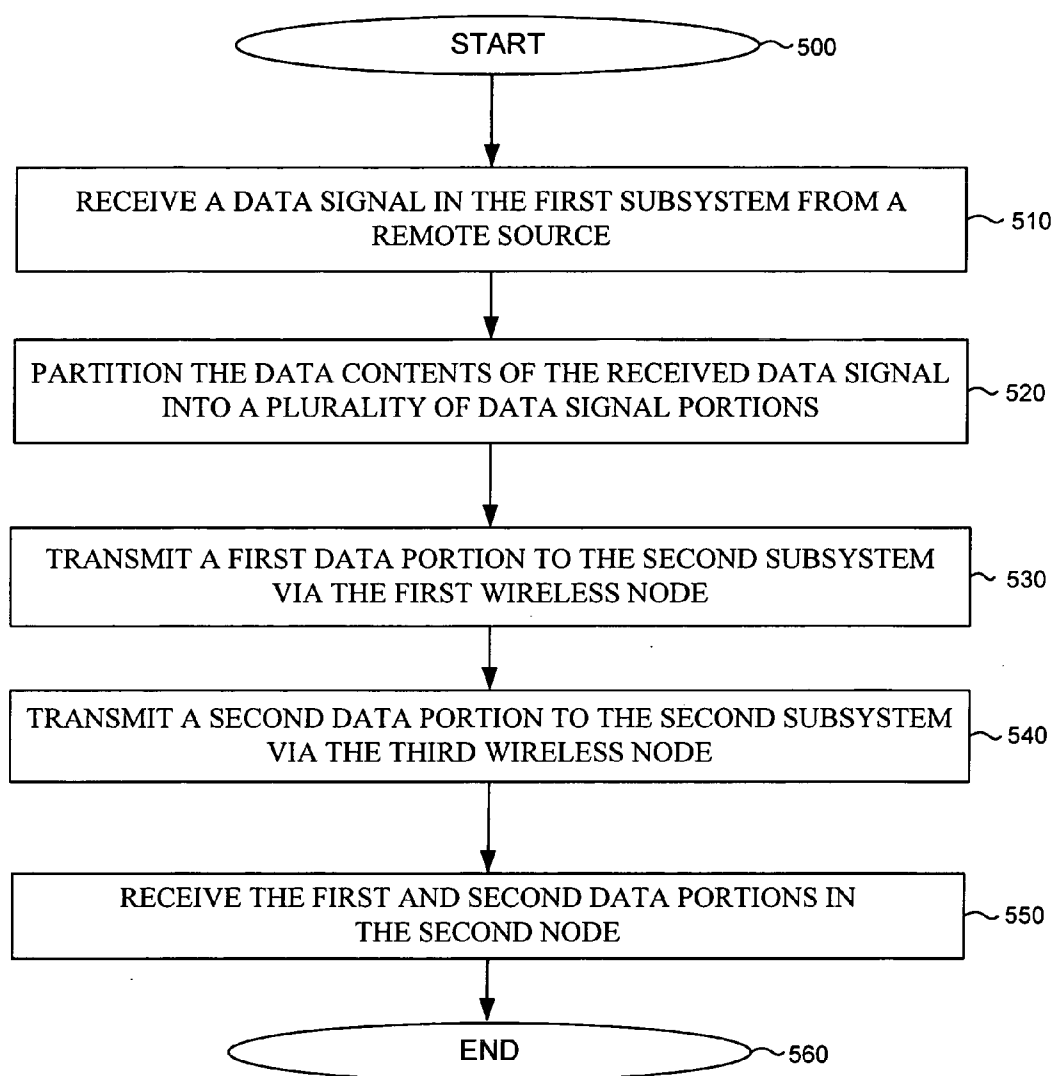 START
500
RECEIVE A DATA SIGNAL IN THE FIRST SUBSYSTEM FROM A
REMOTE SOURCE
510
PARTITION THE DATA CONTENTS OF THE RECEIVED DATA SIGNAL
INTO A PLURALITY OF DATA SIGNAL PORTIONS
520
TRANSMIT A FIRST DATA PORTION TO THE SECOND SUBSYSTEM
VIA THE FIRST WIRELESS NODE
530
TRANSMIT A SECOND DATA PORTION TO THE SECOND SUBSYSTEM
VIA THE THIRD WIRELESS NODE
540
RECEIVE THE FIRST AND SECOND DATA PORTIONS IN
THE SECOND NODE
550
END
560